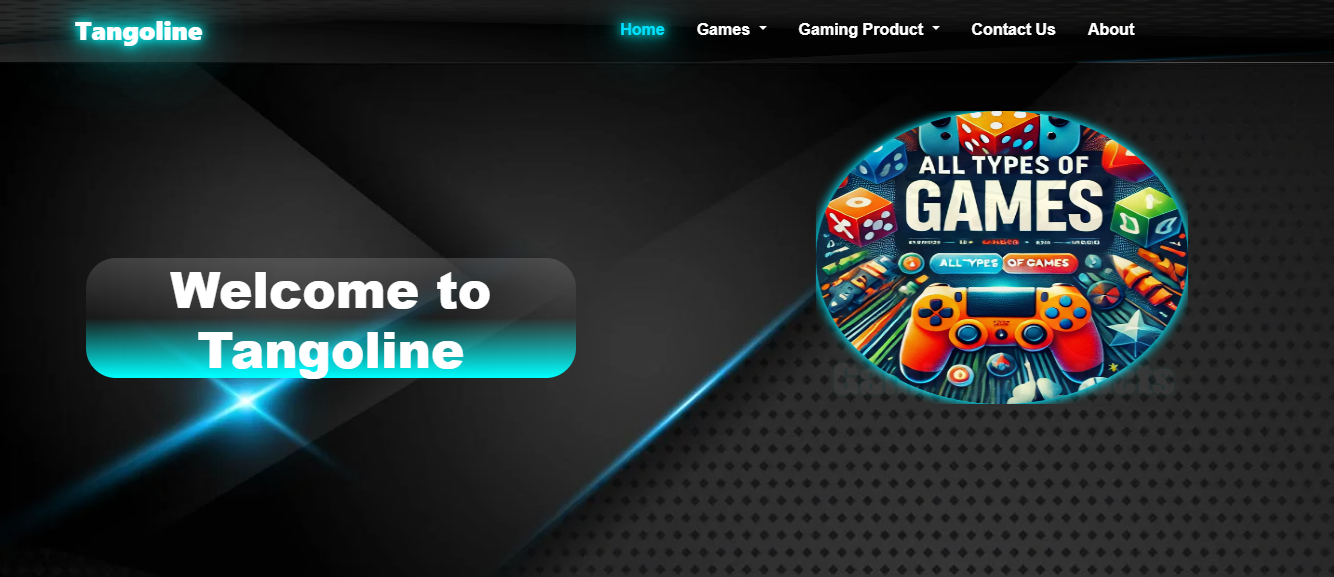 Tangoline
Home Games Gaming Product Contact Us About
ALL TYPES OF
GAMES
ALL TYPES OF GAMES
Welcome to
Tangoline